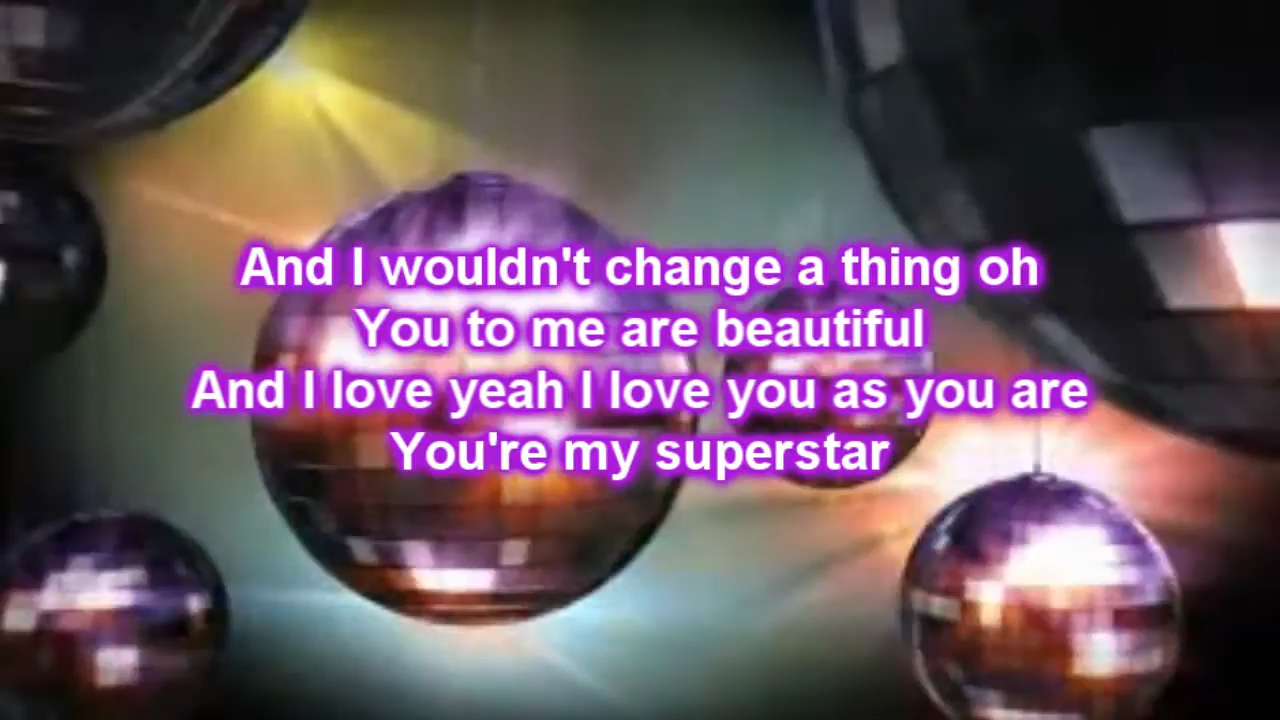 And I wouldn't change a thing oh
You to me are beautiful
And I love yeah I love you as you are
You're my superstar